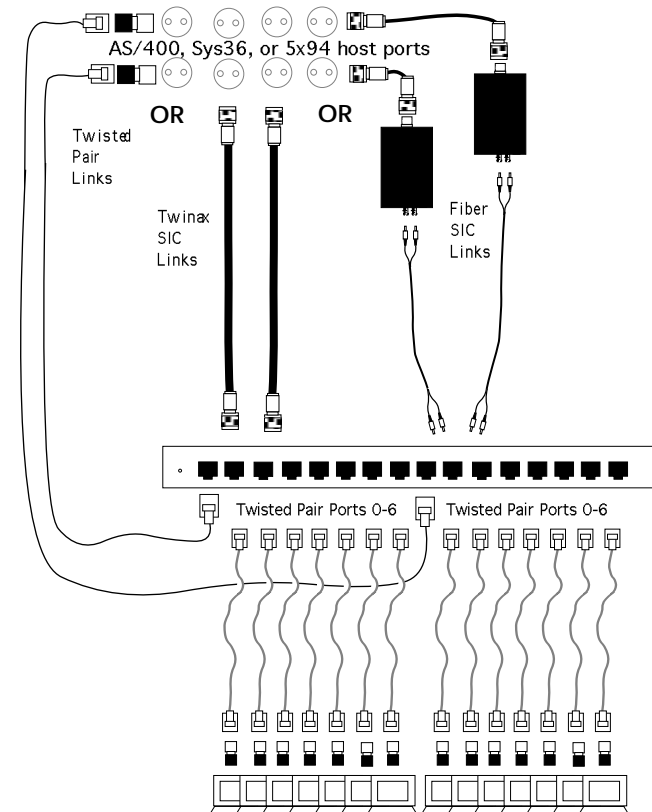 AS/400, Sys36, or 5x94 host ports
OR
OR
Twisted
Pair
Links
Twinax
SIC
Links
Fiber
SIC
Links
Twisted Pair Ports 0-6
Twisted Pair Ports 0-6